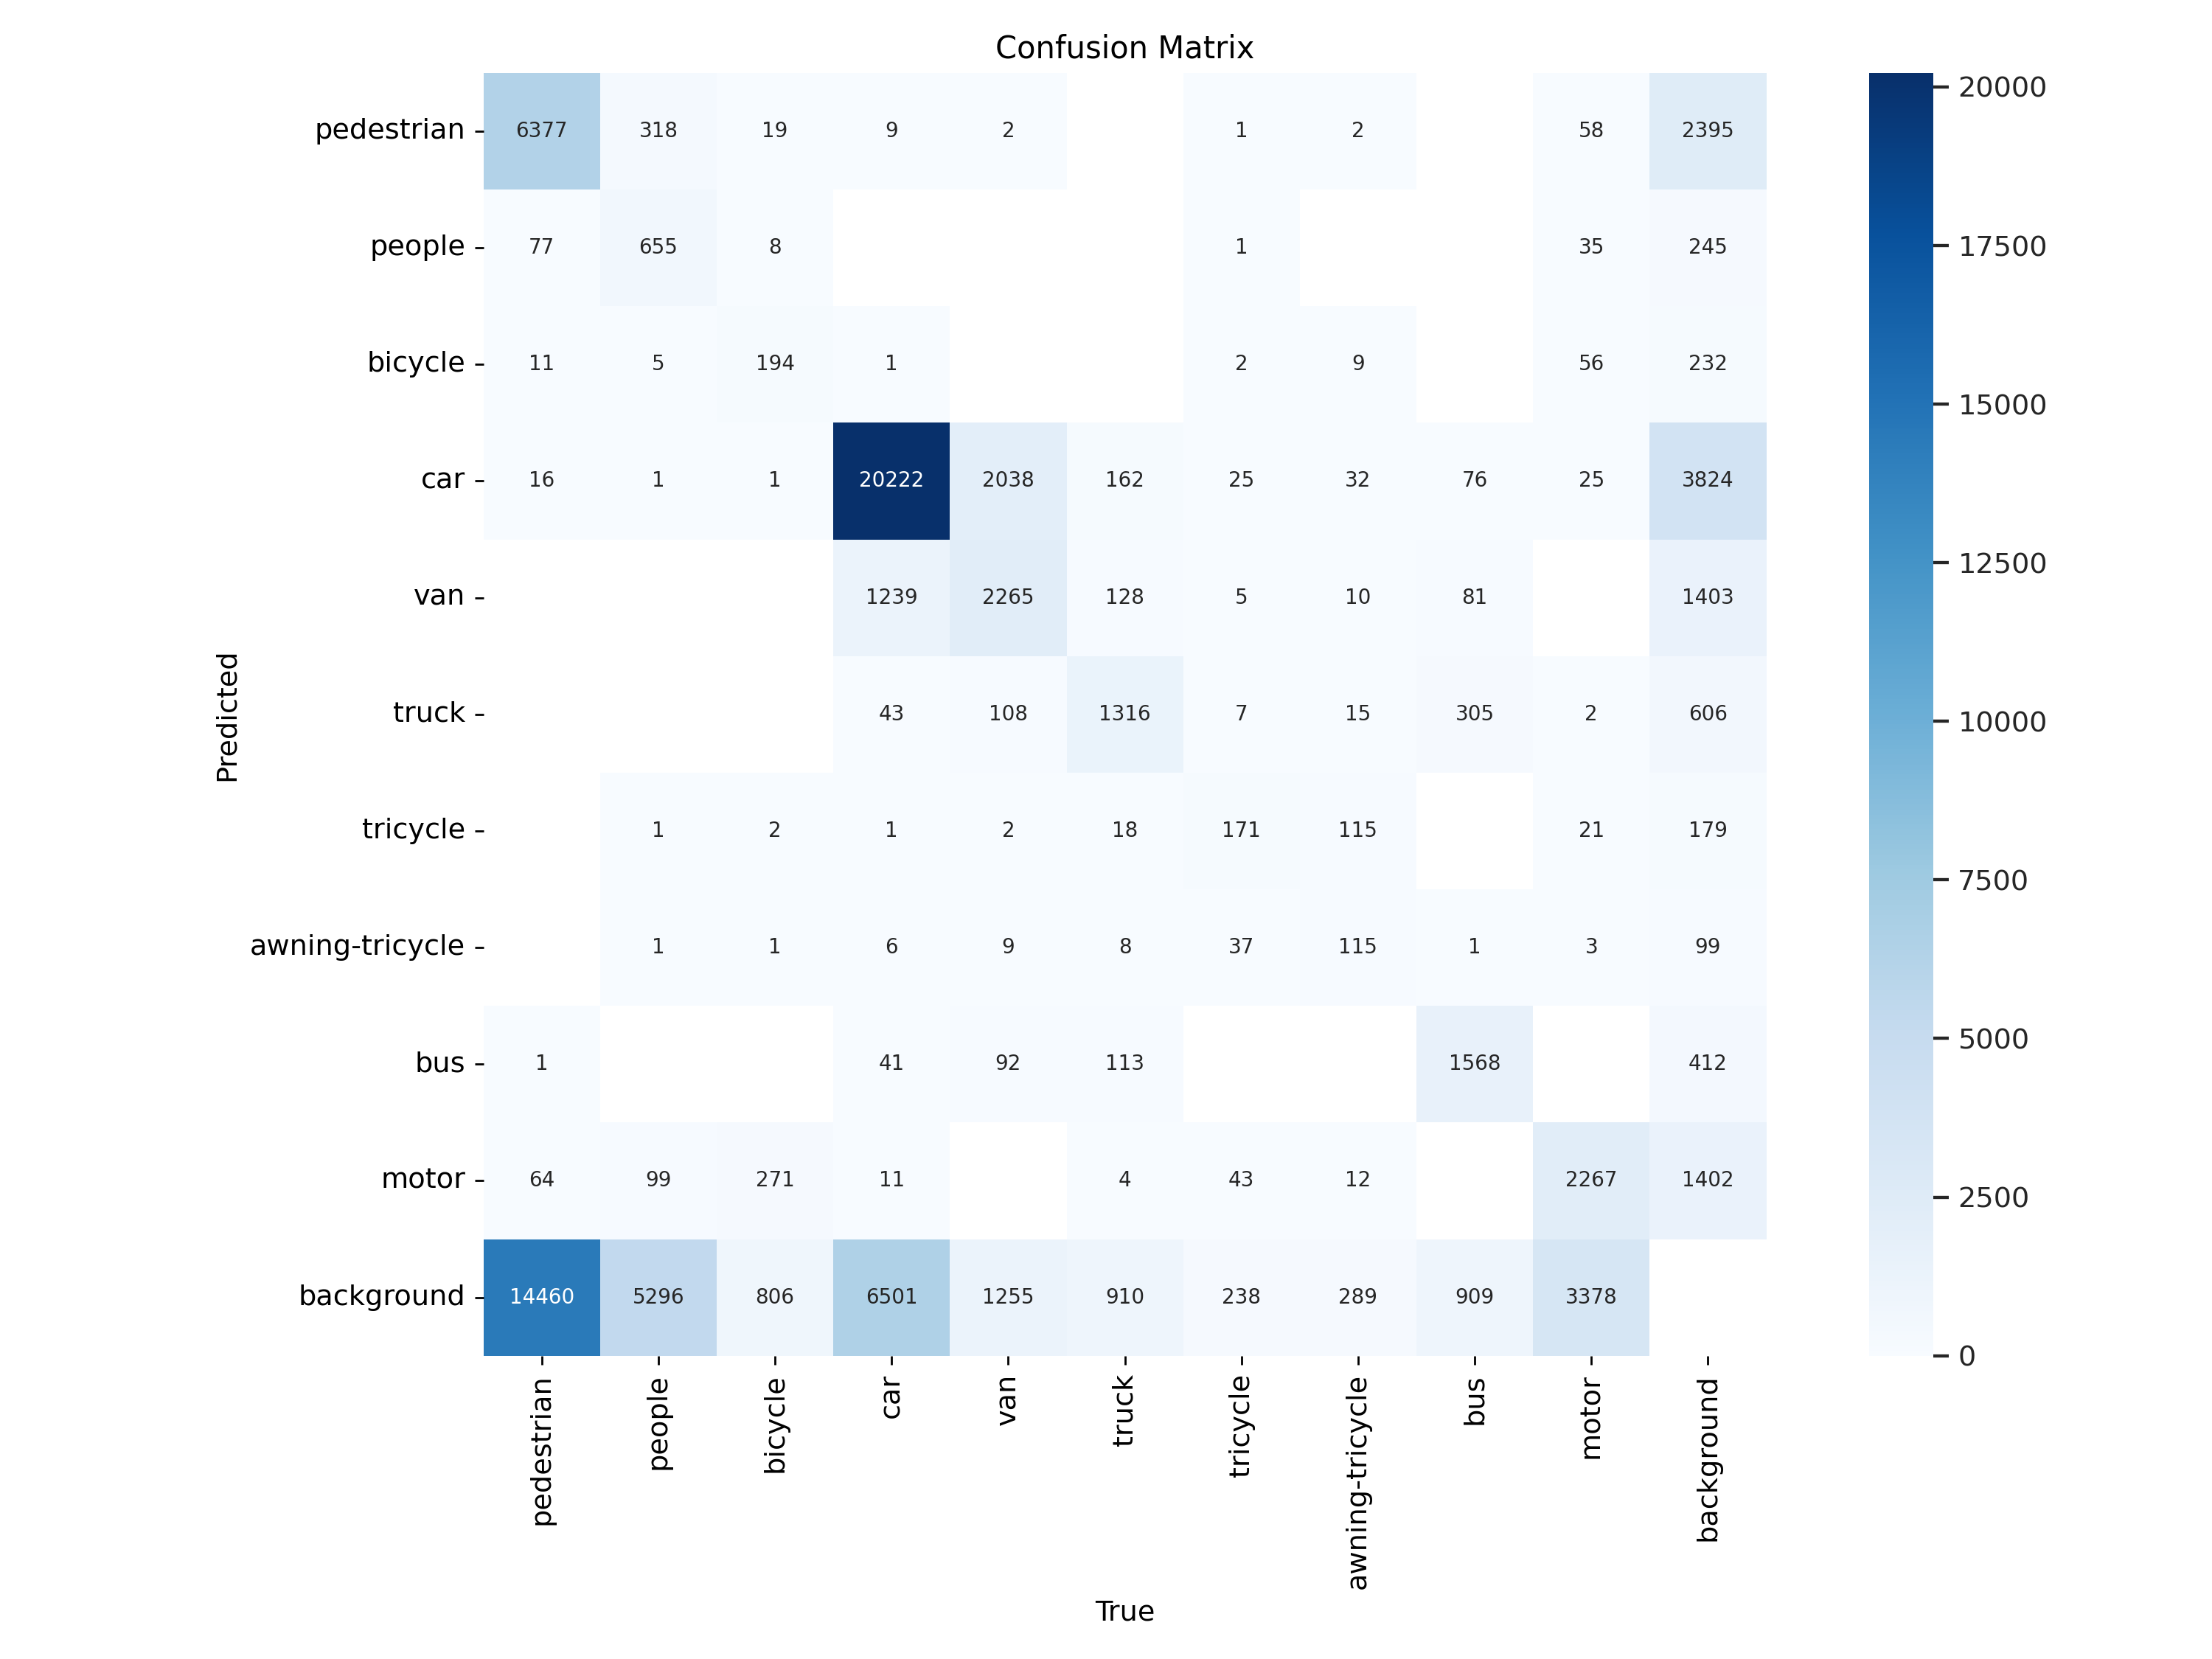 Confusion Matrix
pedestrian 6377 318 19 9 2 1 2 58 2395
people 77 655 8 1 35 245
bicycle 11 5 194 1 2 9 56 232
car 16 1 1 20222 2038 162 25 32 76 25 3824
van 1239 2265 128 5 10 81 1403
truck 43 108 1316 7 15 305 2 606
tricycle 1 2 1 2 18 171 115 21 179
awning-tricycle 1 1 6 9 8 37 115 1 3 99
bus 1 41 92 113 1568 412
motor 64 99 271 11 4 43 12 2267 1402
background 14460 5296 806 6501 1255 910 238 289 909 3378
Predicted
pedestrian people bicycle car van truck tricycle awning-tricycle bus motor background
True
20000
17500
15000
12500
10000
7500
5000
2500
0